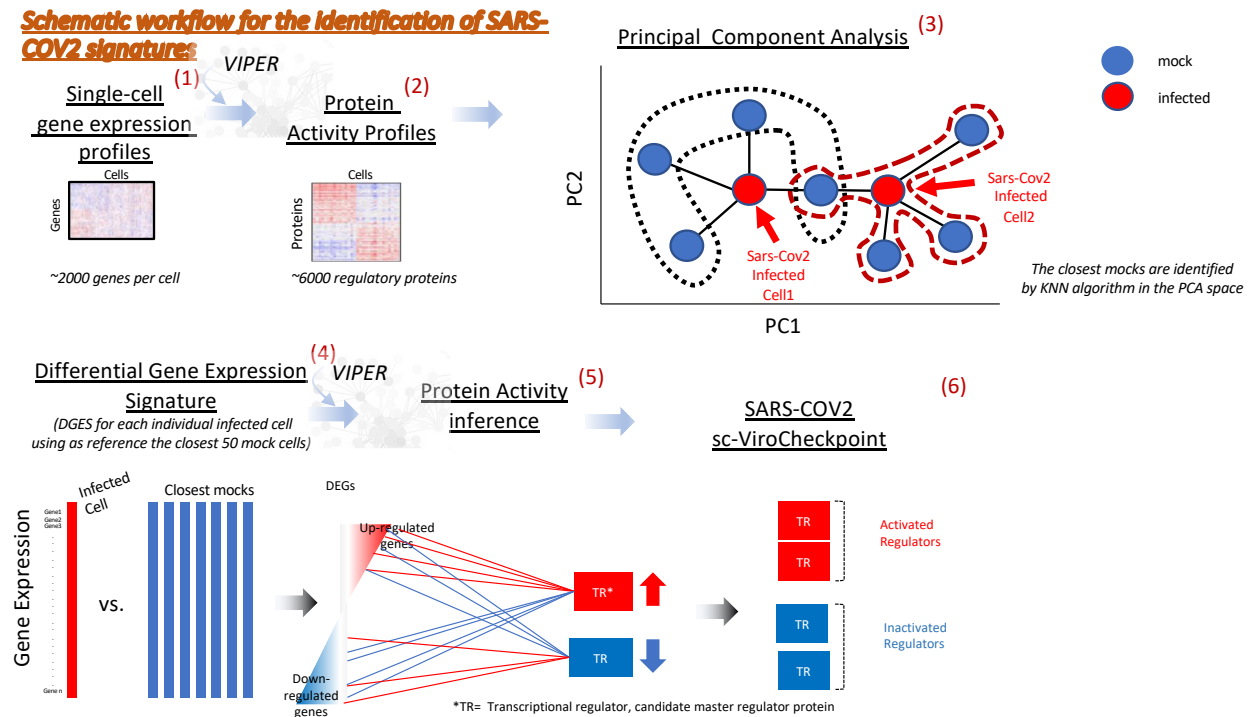 Schematic workflow for the identification of SARS-
COV2 signatures
(1)
Single-cell
gene expression
profiles
VIPER
(2)
Protein
Activity Profiles
Cells
Genes
~2000 genes per cell
Cells
Proteins
~6000 regulatory proteins
Principal Component Analysis
(3)
mock
infected
PC2
PC1
Sars-Cov2
Infected
Cell1
Sars-Cov2
Infected
Cell2
The closest mocks are identified
by KNN algorithm in the PCA space
(4)
Differential Gene Expression
Signature
(DGES for each individual infected cell
using as reference the closest 50 mock cells)
VIPER
(5)
Protein Activity
inference
(6)
SARS-COV2
sc-ViroCheckpoint
Gene Expression
Infected
Cell
Gene1
Gene2
Gene3
Gene n
vs.
Closest mocks
DEGs
Up-regulated
genes
Down-
regulated
genes
TR*
TR
TR
TR
Activated
Regulators
TR
TR
Inactivated
Regulators
*TR= Transcriptional regulator, candidate master regulator protein